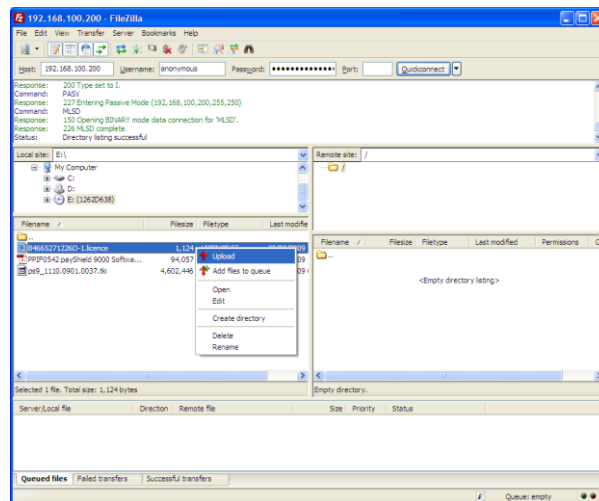 192.168.100.200 - FileZilla
File Edit View Transfer Server Bookmarks Help
Host: 192.168.100.200 Username: anonymous Password: •••••••••••••• Port: Quickconnect
Response: 200 Type set to I.
Command: PASV
Response: 227 Entering Passive Mode (192,168,100,200,255,250)
Command: MLSD
Response: 150 Opening BINARY mode data connection for 'MLSD'.
Response: 226 MLSD complete.
Status: Directory listing successful
Local site: E:\
My Computer
C:
D:
E: (1262D638)
Filename / Filesize Filetype Last modifie
..
B4665271226O-1.licence 1,124
PPIF0542 payShield 9000 Softwa... 94,057
ps9_1110.0901.0037.tki 4,602,446
Upload
Add files to queue
Open
Edit
Create directory
Delete
Rename
Selected 1 file. Total size: 1,124 bytes
Remote site: /
/
Filename / Filesize Filetype Last modified Permissions O
..
<Empty directory listing>
Empty directory.
Server/Local file Direction Remote file Size Priority Status
Queued files Failed transfers Successful transfers
Queue: empty